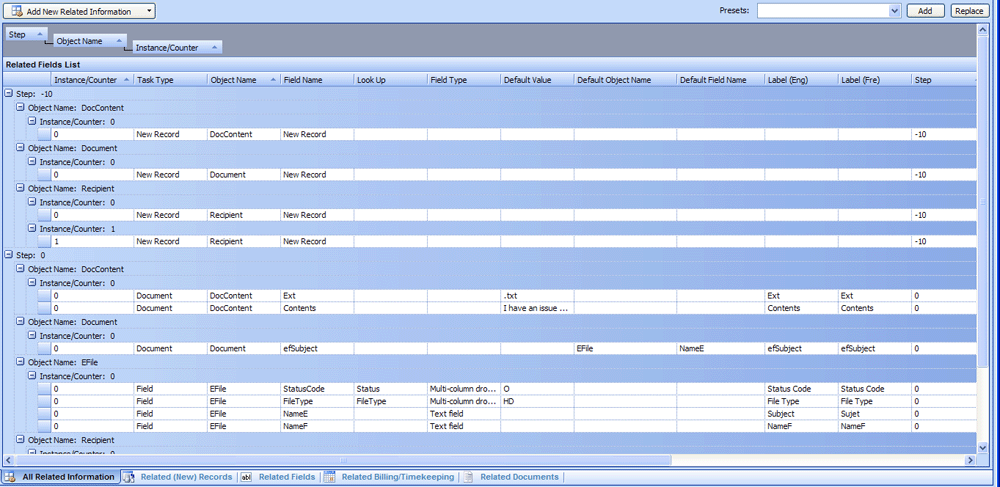 Add New Related Information Presets: Add Replace
Step
Object Name
Instance/Counter
Related Fields List
Instance/Counter Task Type Object Name Field Name Look Up Field Type Default Value Default Object Name Default Field Name Label (Eng) Label (Fre) Step
Step: -10
Object Name: DocContent
Instance/Counter: 0
0 New Record DocContent New Record -10
Object Name: Document
Instance/Counter: 0
0 New Record Document New Record -10
Object Name: Recipient
Instance/Counter: 0
0 New Record Recipient New Record -10
Instance/Counter: 1
1 New Record Recipient New Record -10
Step: 0
Object Name: DocContent
Instance/Counter: 0
0 Document DocContent Ext .txt Ext Ext 0
0 Document DocContent Contents I have an issue ... Contents Contents 0
Object Name: Document
Instance/Counter: 0
0 Document Document efSubject EFile NameE efSubject efSubject 0
Object Name: EFile
Instance/Counter: 0
0 Field EFile StatusCode Status Multi-column dro... O Status Code Status Code 0
0 Field EFile FileType FileType Multi-column dro... HD File Type File Type 0
0 Field EFile NameE Text field Subject Sujet 0
0 Field EFile NameF Text field NameF NameF 0
Object Name: Recipient
Instance/Counter: 0
All Related Information Related (New) Records abl Related Fields Related Billing/Timekeeping Related Documents